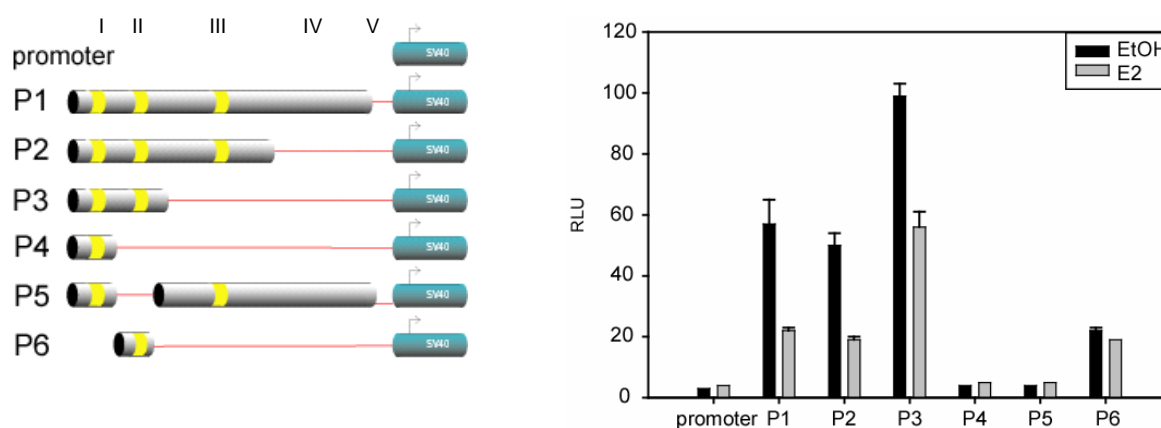 I II III IV V
promoter SV40
P1 SV40
P2 SV40
P3 SV40
P4 SV40
P5 SV40
P6 SV40
120
100
80
60
40
20
0
RLU
EtOH
E2
promoter P1 P2 P3 P4 P5 P6